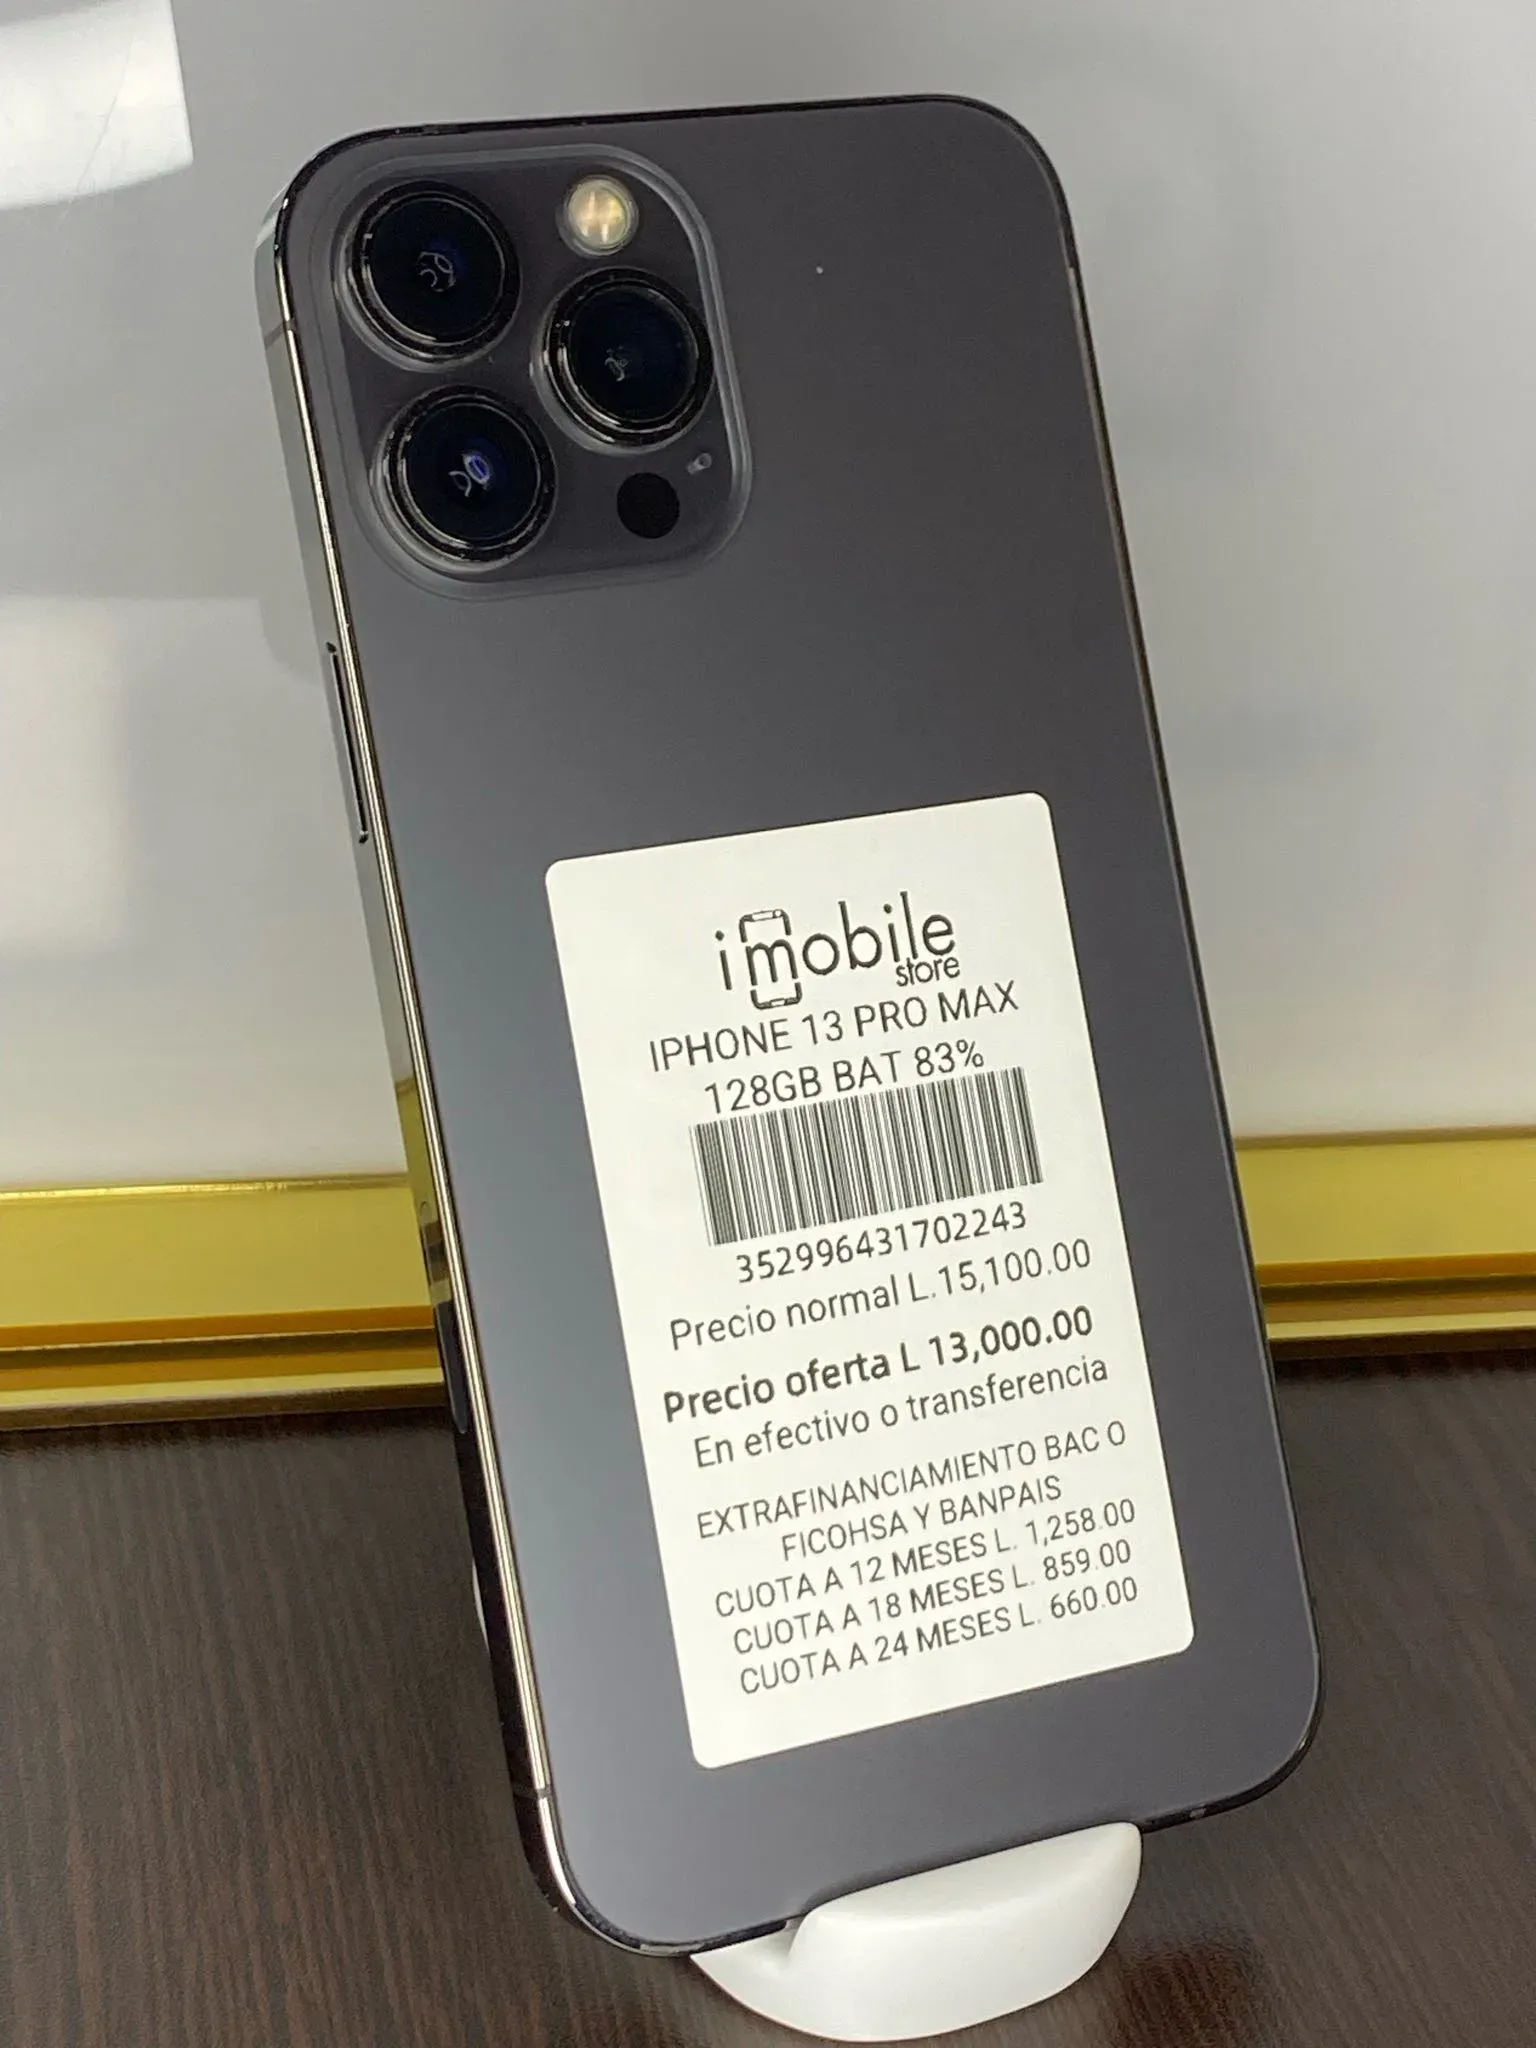 imobile
store
IPHONE 13 PRO MAX
128GB BAT 83%
352996431702243
Precio normal L.15,100.00
Precio oferta L 13,000.00
En efectivo o transferencia
EXTRAFINANCIAMIENTO BAC O
FICOHSA Y BANPAIS
CUOTA A 12 MESES L. 1,258.00
CUOTA A 18 MESES L. 859.00
CUOTA A 24 MESES L. 660.00